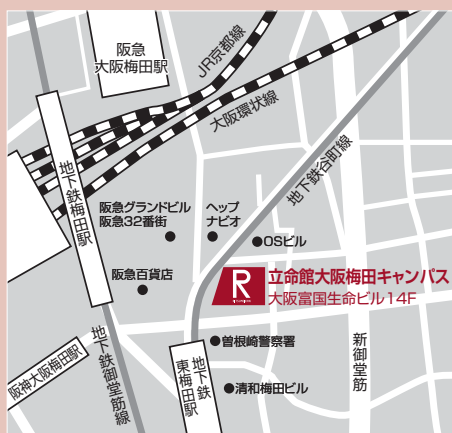 阪急
大阪梅田駅
JR京都線
大阪環状線
地下鉄谷町線
地下鉄梅田駅
阪急グランドビル
阪急32番街
ヘップ
ナビオ
OSビル
阪急百貨店
R
立命館大阪梅田キャンパス
大阪富国生命ビル14F
地下鉄御堂筋線
阪神大阪梅田駅
曽根崎警察署
地下鉄
東梅田駅
清和梅田ビル
新御堂筋